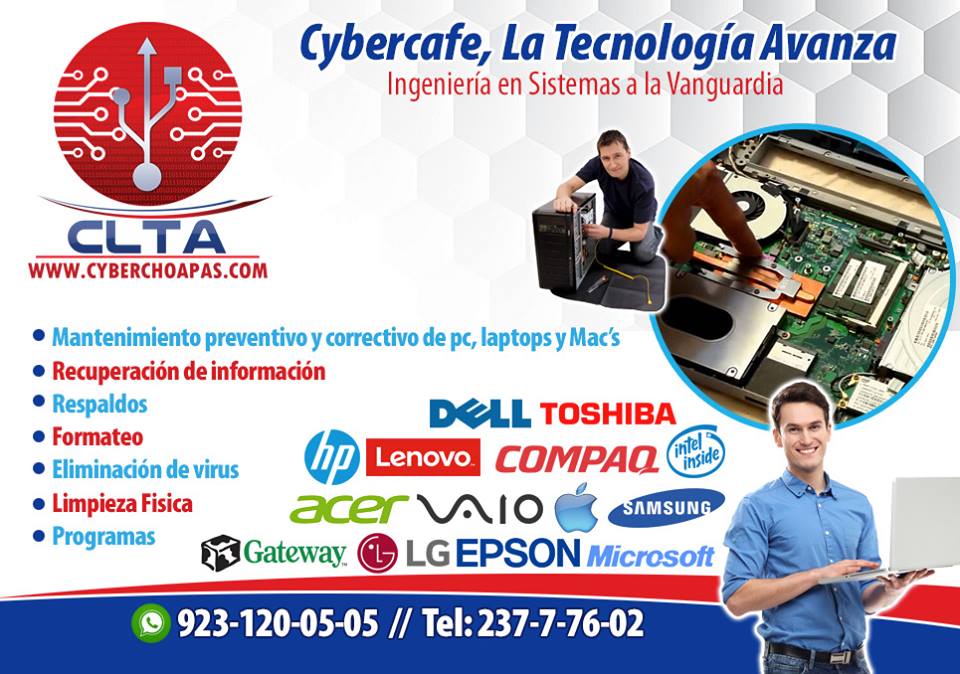 Cybercafe, La Tecnología Avanza
Ingeniería en Sistemas a la Vanguardia
CLTA
WWW.CYBERCHOAPAS.COM
• Mantenimiento preventivo y correctivo de pc, laptops y Mac’s
• Recuperación de información
• Respaldos
• Formateo
• Eliminación de virus
• Limpieza Fisica
• Programas
DELL TOSHIBA
hp Lenovo COMPAQ intel inside
acer VAIO SAMSUNG
Gateway LG EPSON Microsoft
923-120-05-05 // Tel: 237-7-76-02